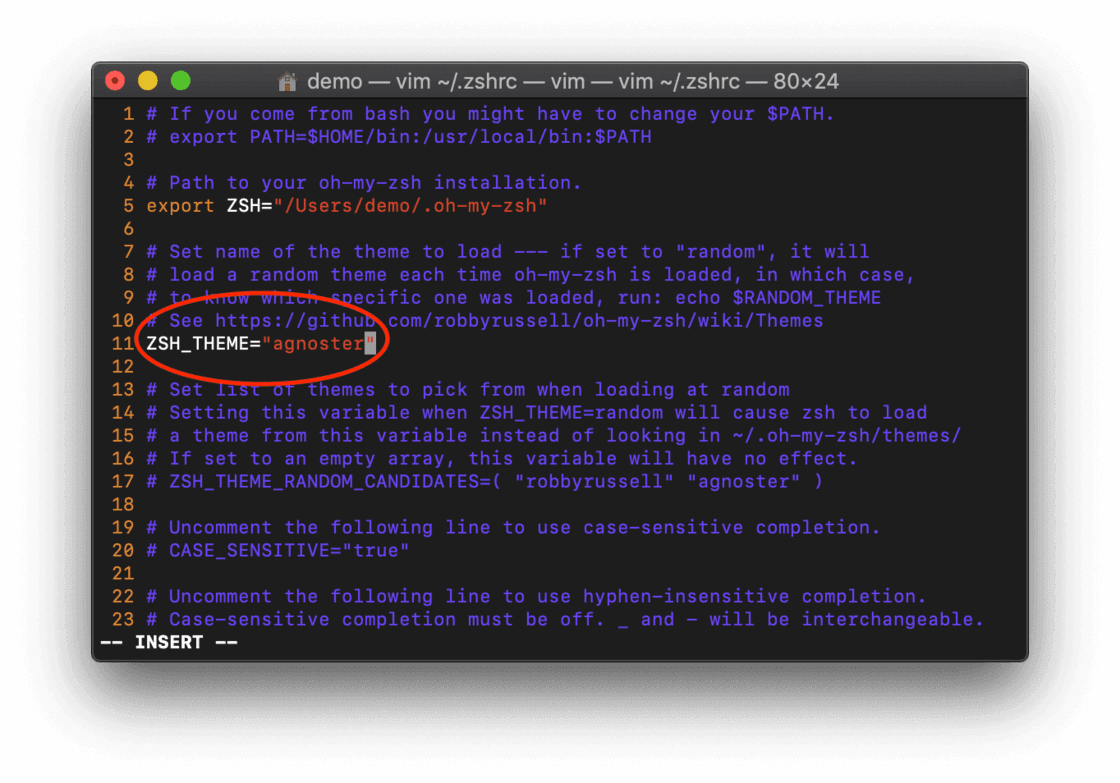 demo — vim ~/.zshrc — vim — vim ~/.zshrc — 80×24
1 # If you come from bash you might have to change your $PATH.
2 # export PATH=$HOME/bin:/usr/local/bin:$PATH
3
4 # Path to your oh-my-zsh installation.
5 export ZSH="/Users/demo/.oh-my-zsh"
6
7 # Set name of the theme to load --- if set to "random", it will
8 # load a random theme each time oh-my-zsh is loaded, in which case,
9 # to know which specific one was loaded, run: echo $RANDOM_THEME
10 # See https://github.com/robbyrussell/oh-my-zsh/wiki/Themes
11 ZSH_THEME="agnoster"
12
13 # Set list of themes to pick from when loading at random
14 # Setting this variable when ZSH_THEME=random will cause zsh to load
15 # a theme from this variable instead of looking in ~/.oh-my-zsh/themes/
16 # If set to an empty array, this variable will have no effect.
17 # ZSH_THEME_RANDOM_CANDIDATES=( "robbyrussell" "agnoster" )
18
19 # Uncomment the following line to use case-sensitive completion.
20 # CASE_SENSITIVE="true"
21
22 # Uncomment the following line to use hyphen-insensitive completion.
23 # Case-sensitive completion must be off. _ and - will be interchangeable.
-- INSERT --